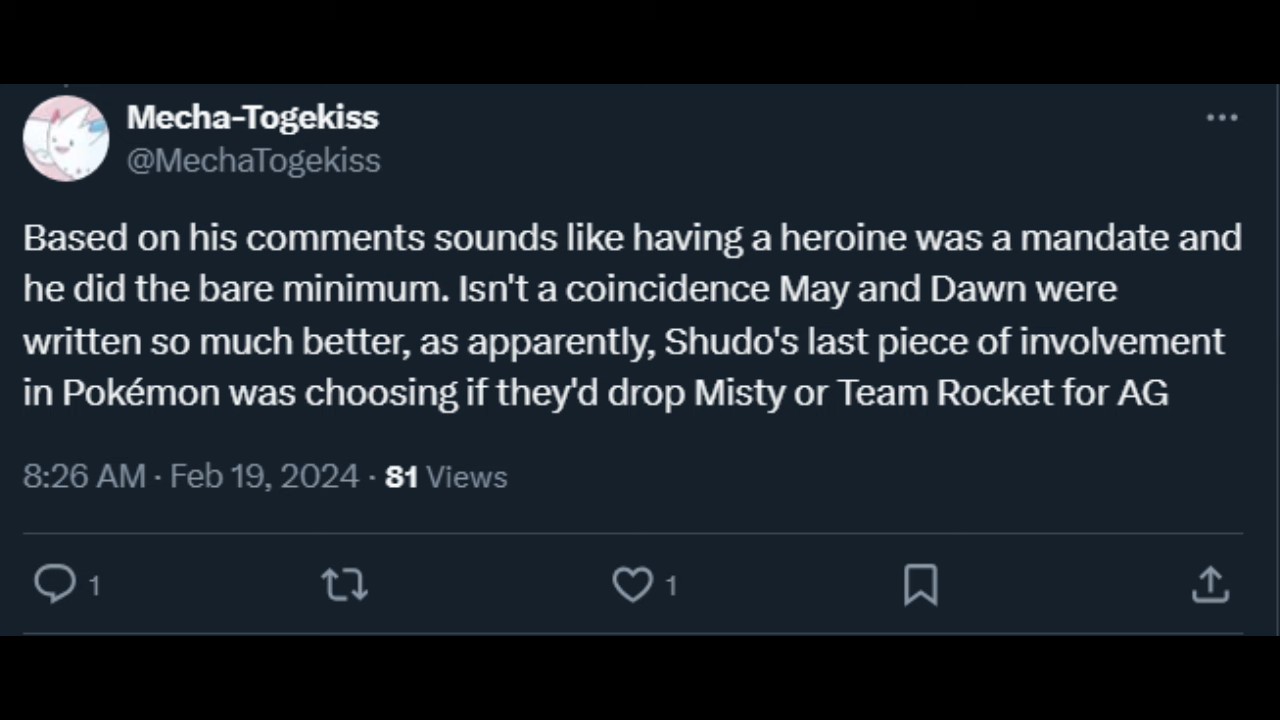 Mecha-Togekiss
@MechaTogekiss
Based on his comments sounds like having a heroine was a mandate and
he did the bare minimum. Isn't a coincidence May and Dawn were
written so much better, as apparently, Shudo's last piece of involvement
in Pokémon was choosing if they'd drop Misty or Team Rocket for AG
8:26 AM · Feb 19, 2024 · 81 Views
1 1